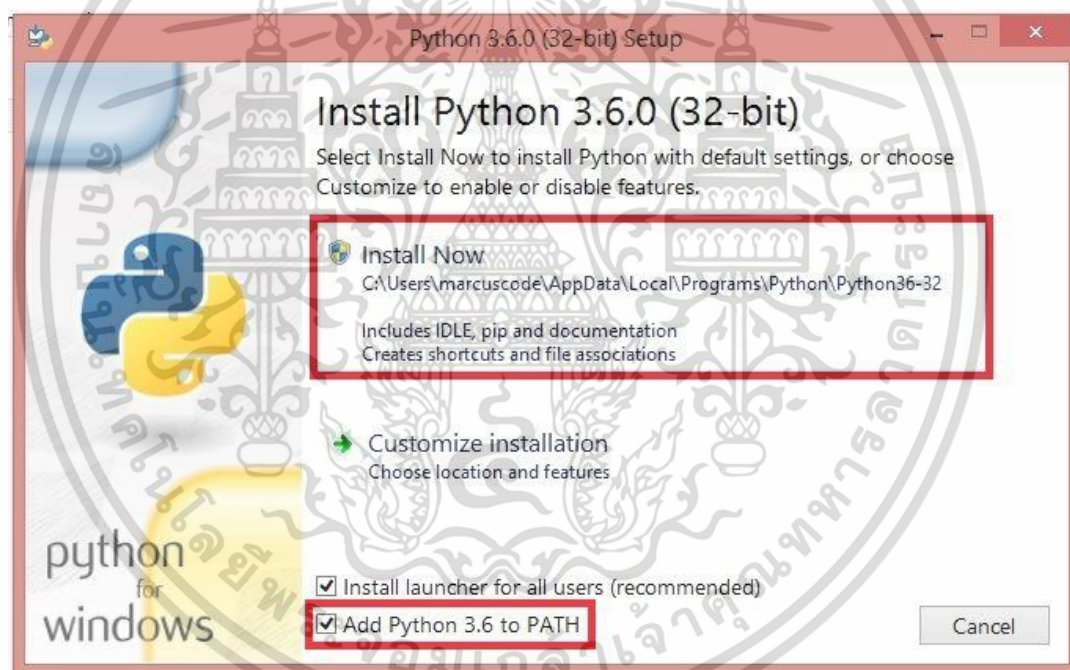 Python 3.6.0 (32-bit) Setup
Install Python 3.6.0 (32-bit)
Select Install Now to install Python with default settings, or choose
Customize to enable or disable features.
Install Now
C:\Users\marcuscode\AppData\Local\Programs\Python\Python36-32
Includes IDLE, pip and documentation
Creates shortcuts and file associations
Customize installation
Choose location and features
Install launcher for all users (recommended)
Add Python 3.6 to PATH
Cancel
python
for
windows